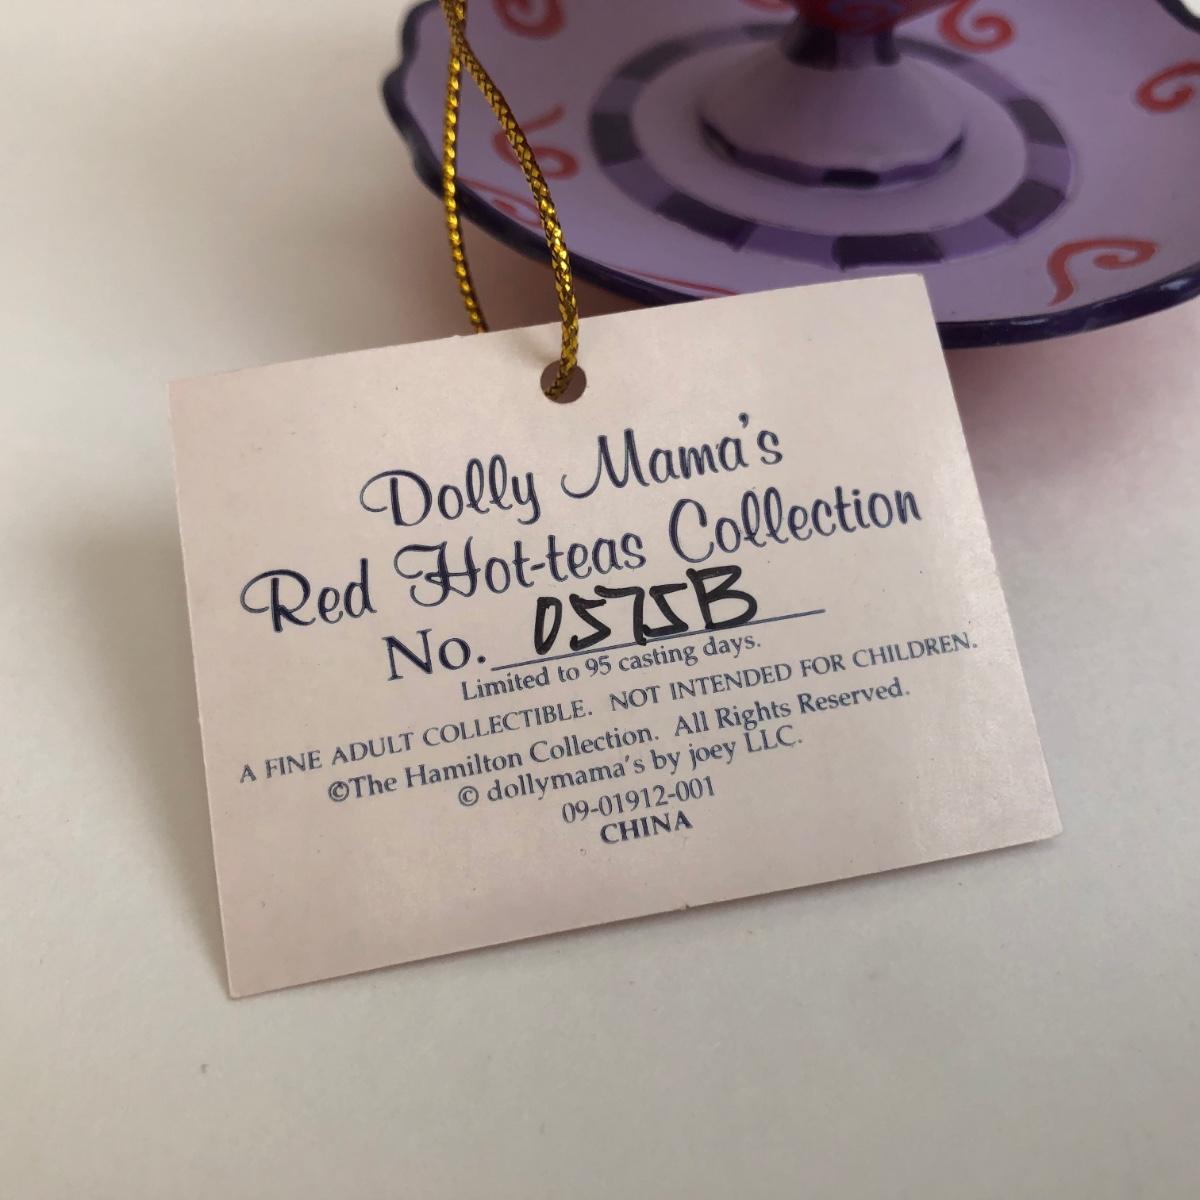 Dolly Mama's
Red Hot-teas Collection
No. 0575B
Limited to 95 casting days.
A FINE ADULT COLLECTIBLE. NOT INTENDED FOR CHILDREN.
©The Hamilton Collection. All Rights Reserved.
© dollymama's by joey LLC.
09-01912-001
CHINA